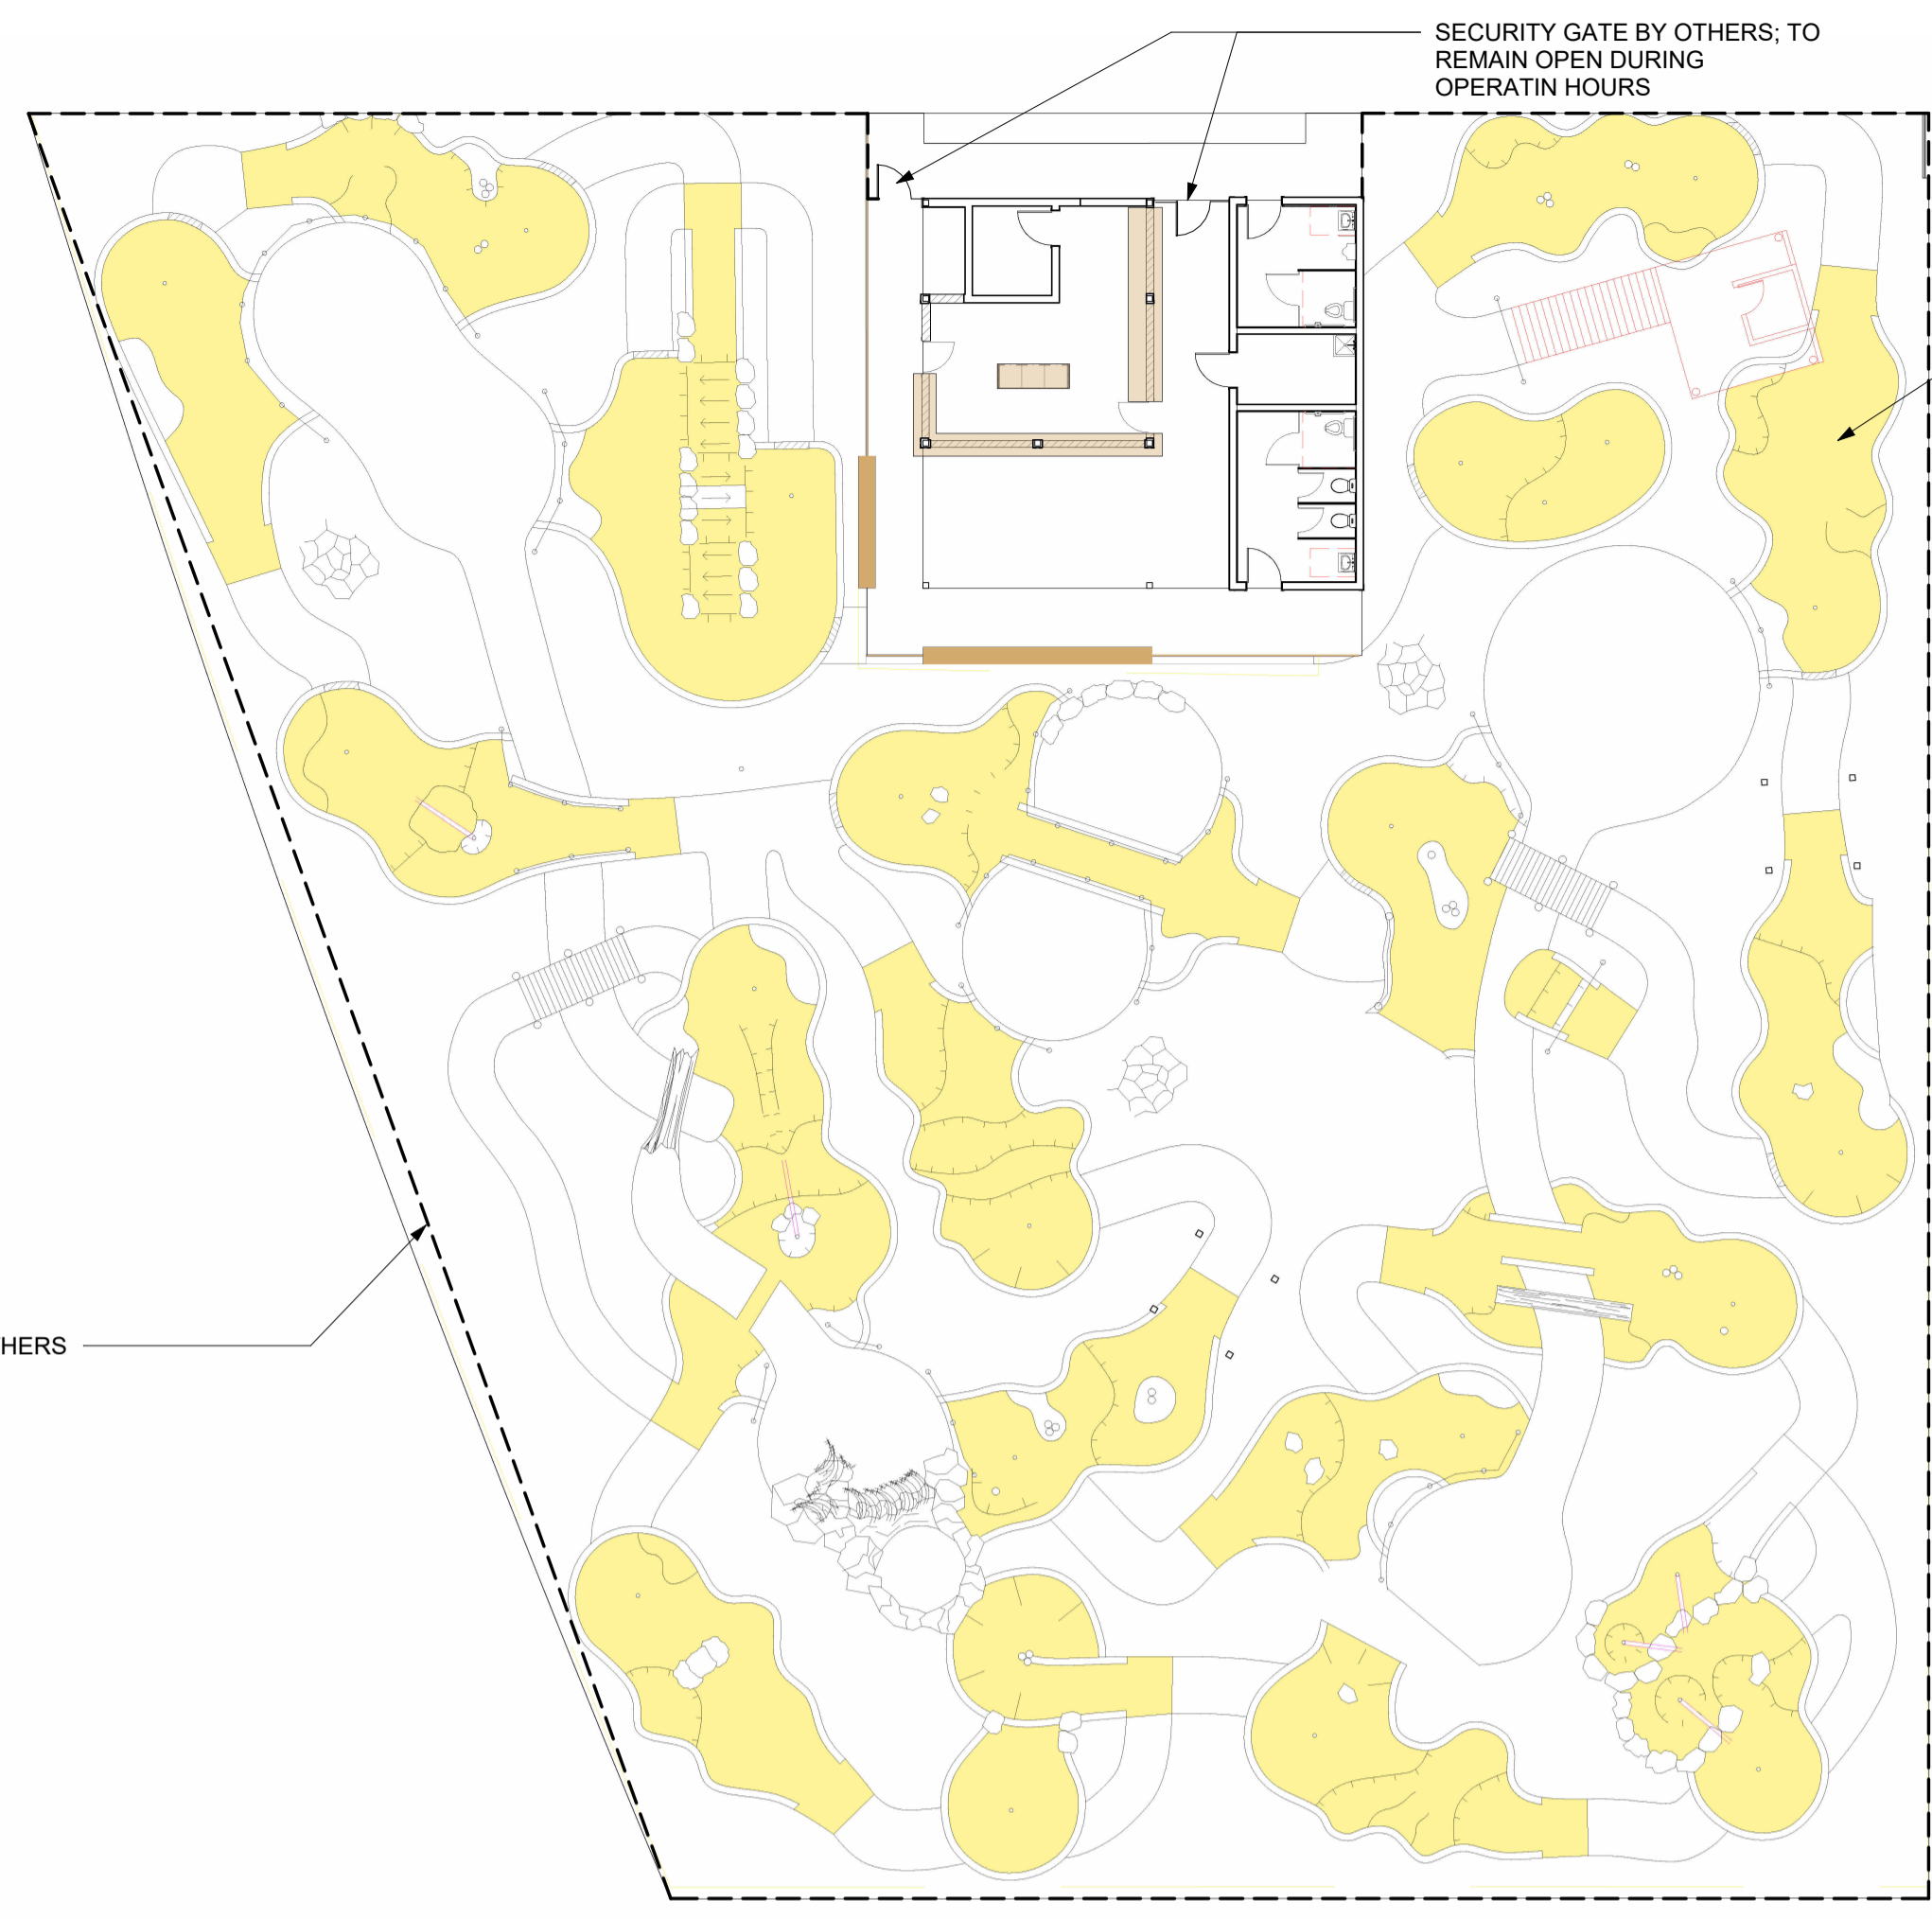 SECURITY GATE BY OTHERS; TO
REMAIN OPEN DURING
OPERATIN HOURS
HERS